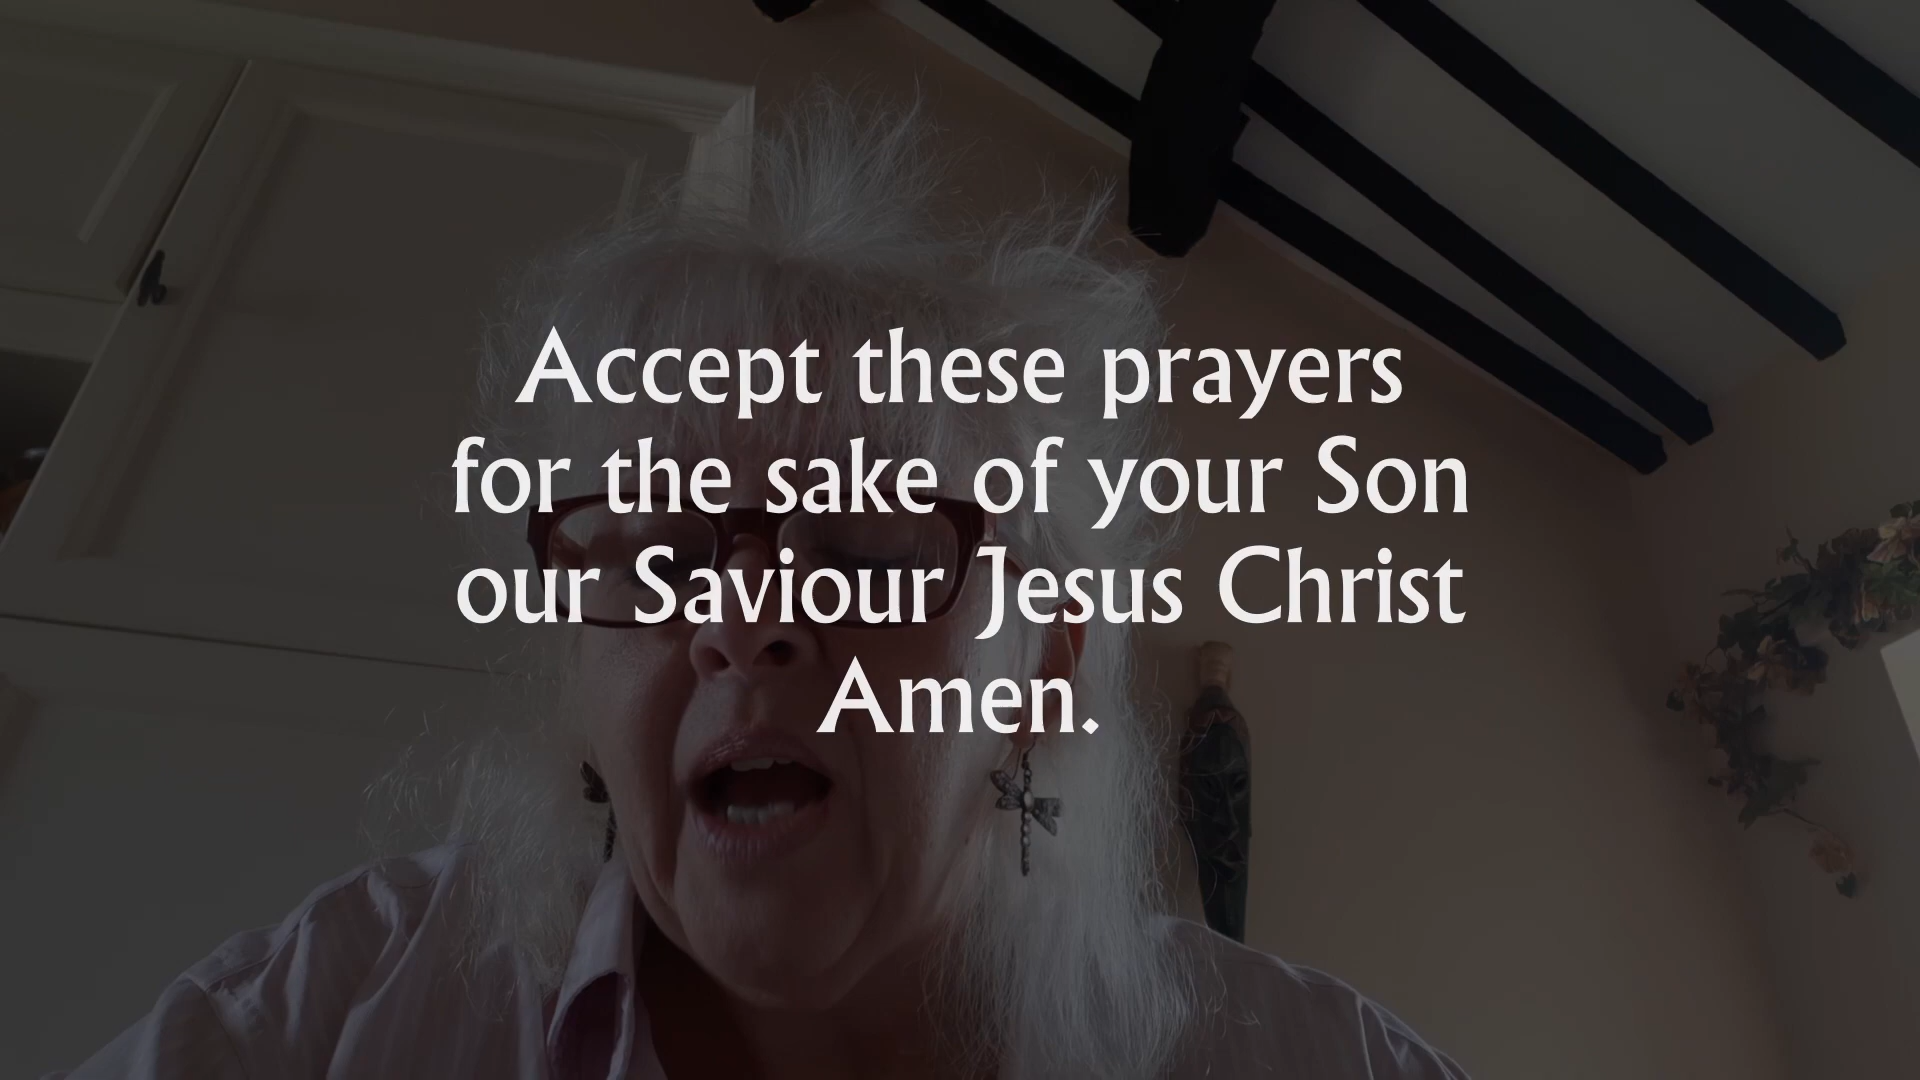 Accept these prayers
for the sake of your Son
our Saviour Jesus Christ
Amen.